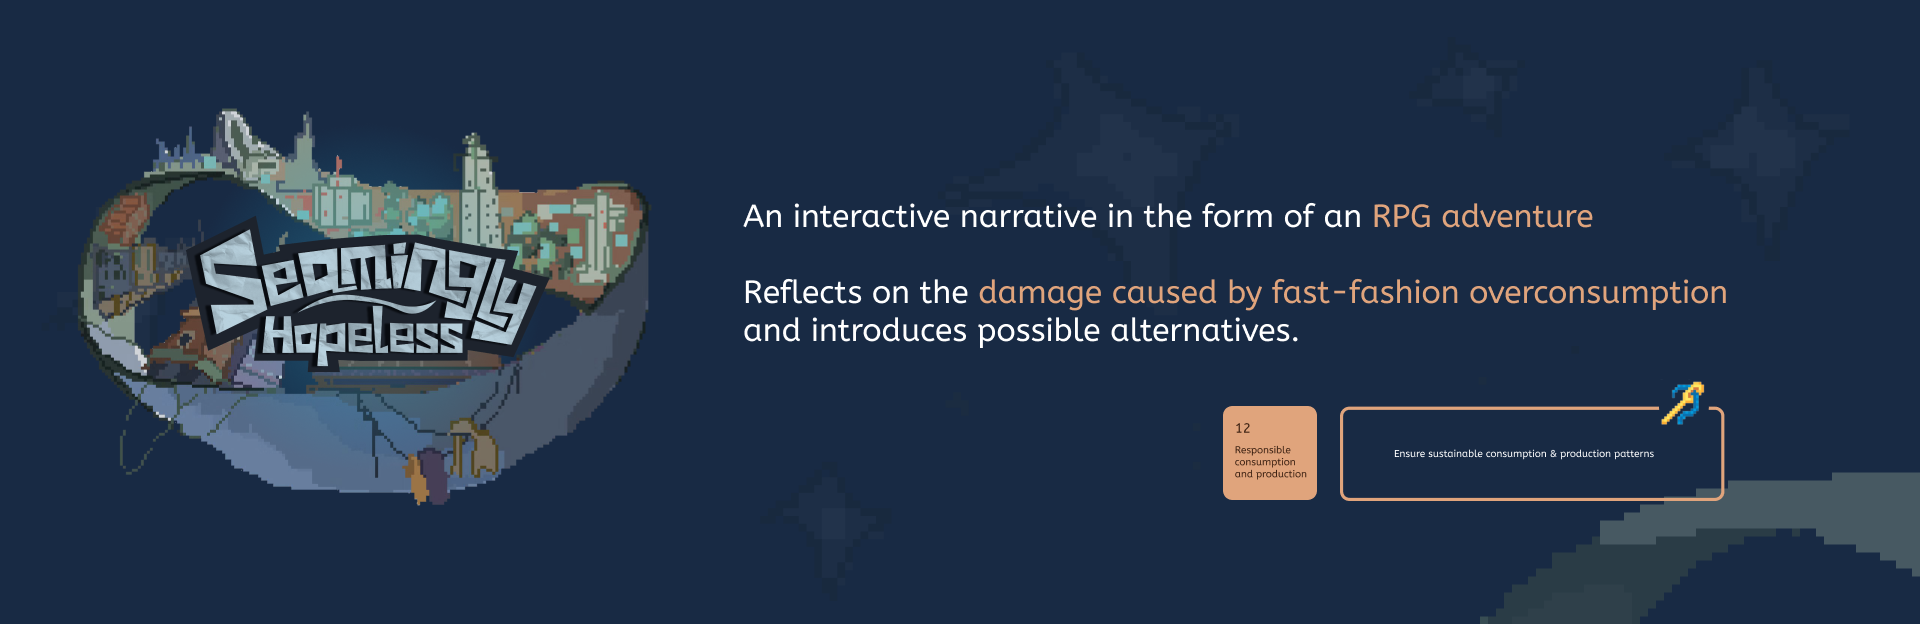 Seamingly
Hopeless
An interactive narrative in the form of an RPG adventure
Reflects on the damage caused by fast-fashion overconsumption
and introduces possible alternatives.
12
Responsible
consumption
and production
Ensure sustainable consumption & production patterns